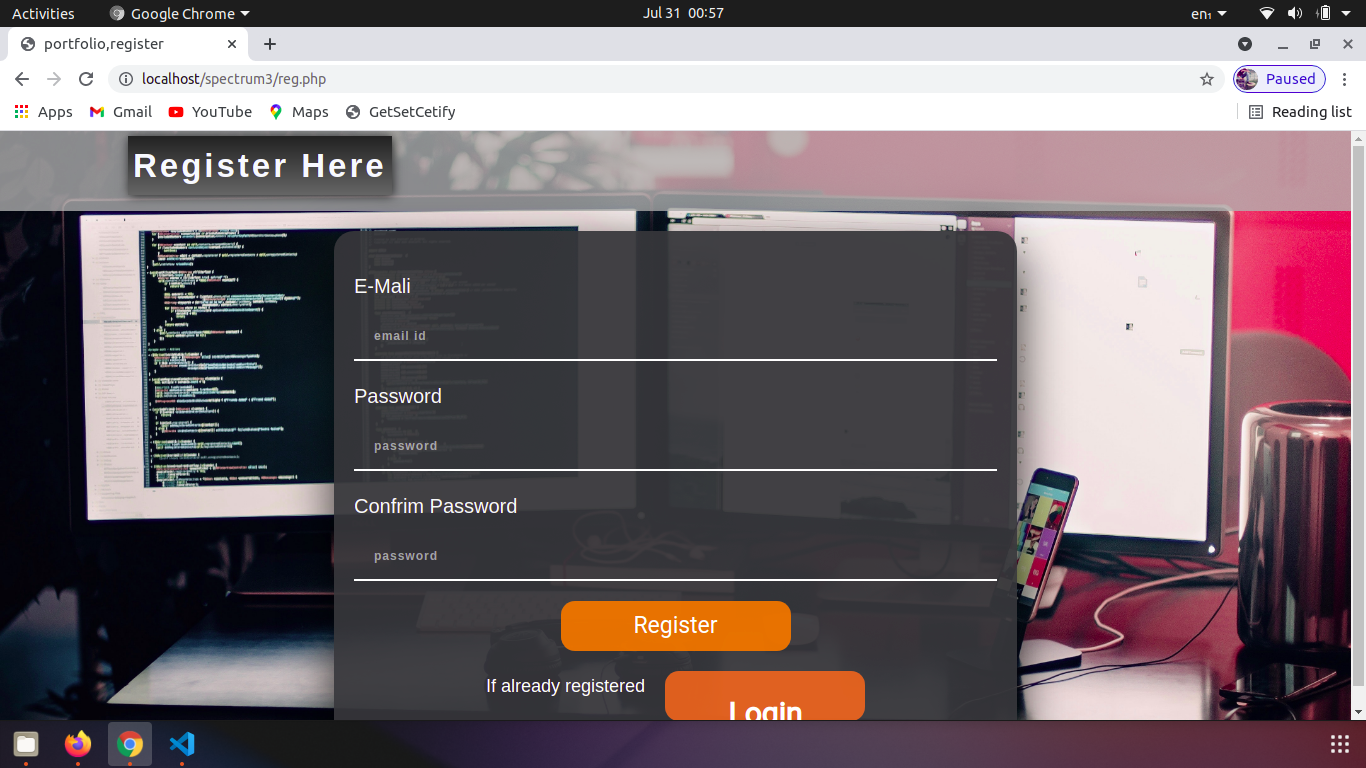 Activities Google Chrome Jul 31 00:57 en₁
portfolio,register
localhost/spectrum3/reg.php Paused
Apps Gmail YouTube Maps GetSetCetify Reading list
Register Here
E-Mali
email id
Password
password
Confrim Password
password
Register
If already registered Login